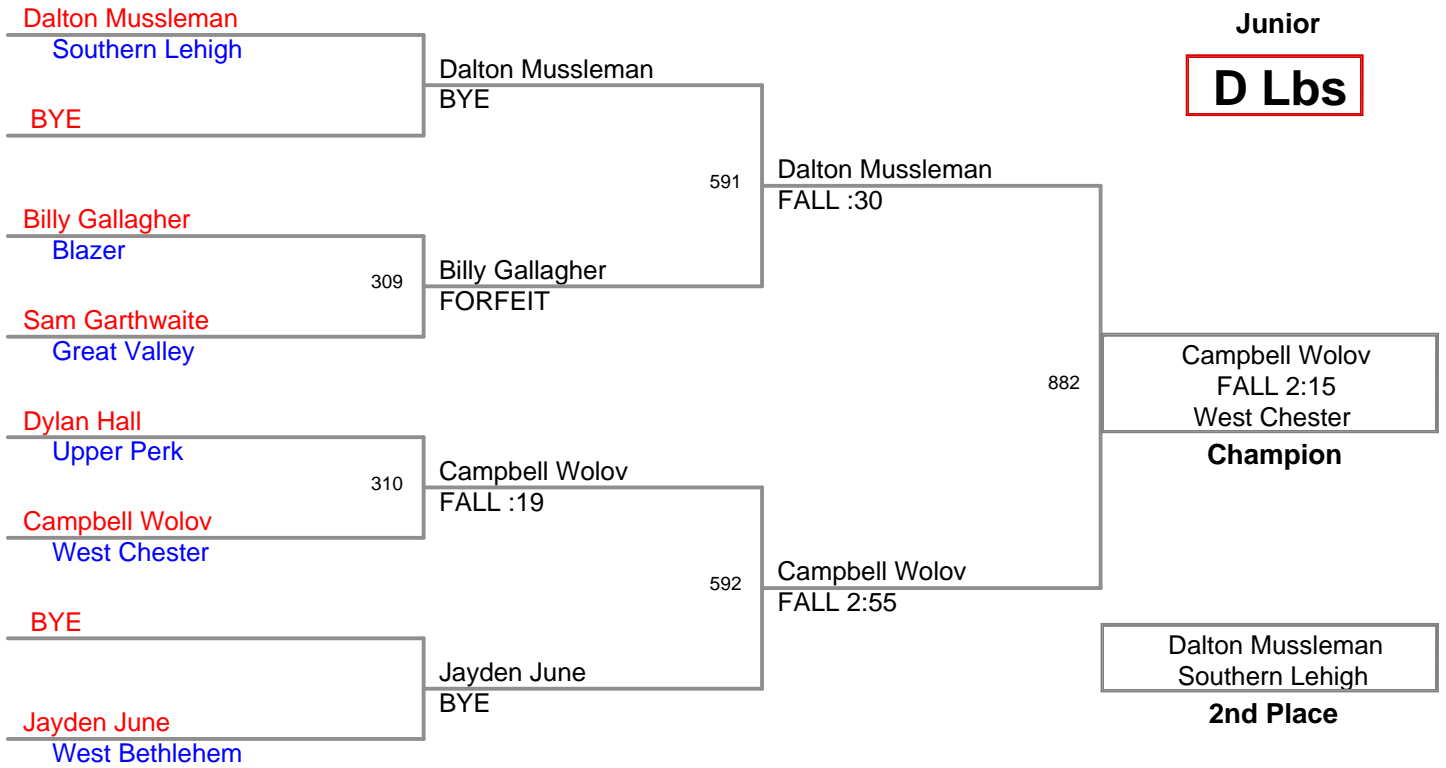 Dalton Mussleman
Southern Lehigh
BYE
Billy Gallagher
Blazer
Sam Garthwaite
Great Valley
Dylan Hall
Upper Perk
Campbell Wolov
West Chester
BYE
Jayden June
West Bethlehem
309
310
Dalton Mussleman
BYE
Billy Gallagher
FORFEIT
Campbell Wolov
FALL :19
Jayden June
BYE
591
592
Dalton Mussleman
FALL :30
Campbell Wolov
FALL 2:55
882
Junior
D Lbs
Campbell Wolov
FALL 2:15
West Chester
Champion
Dalton Mussleman
Southern Lehigh
2nd Place